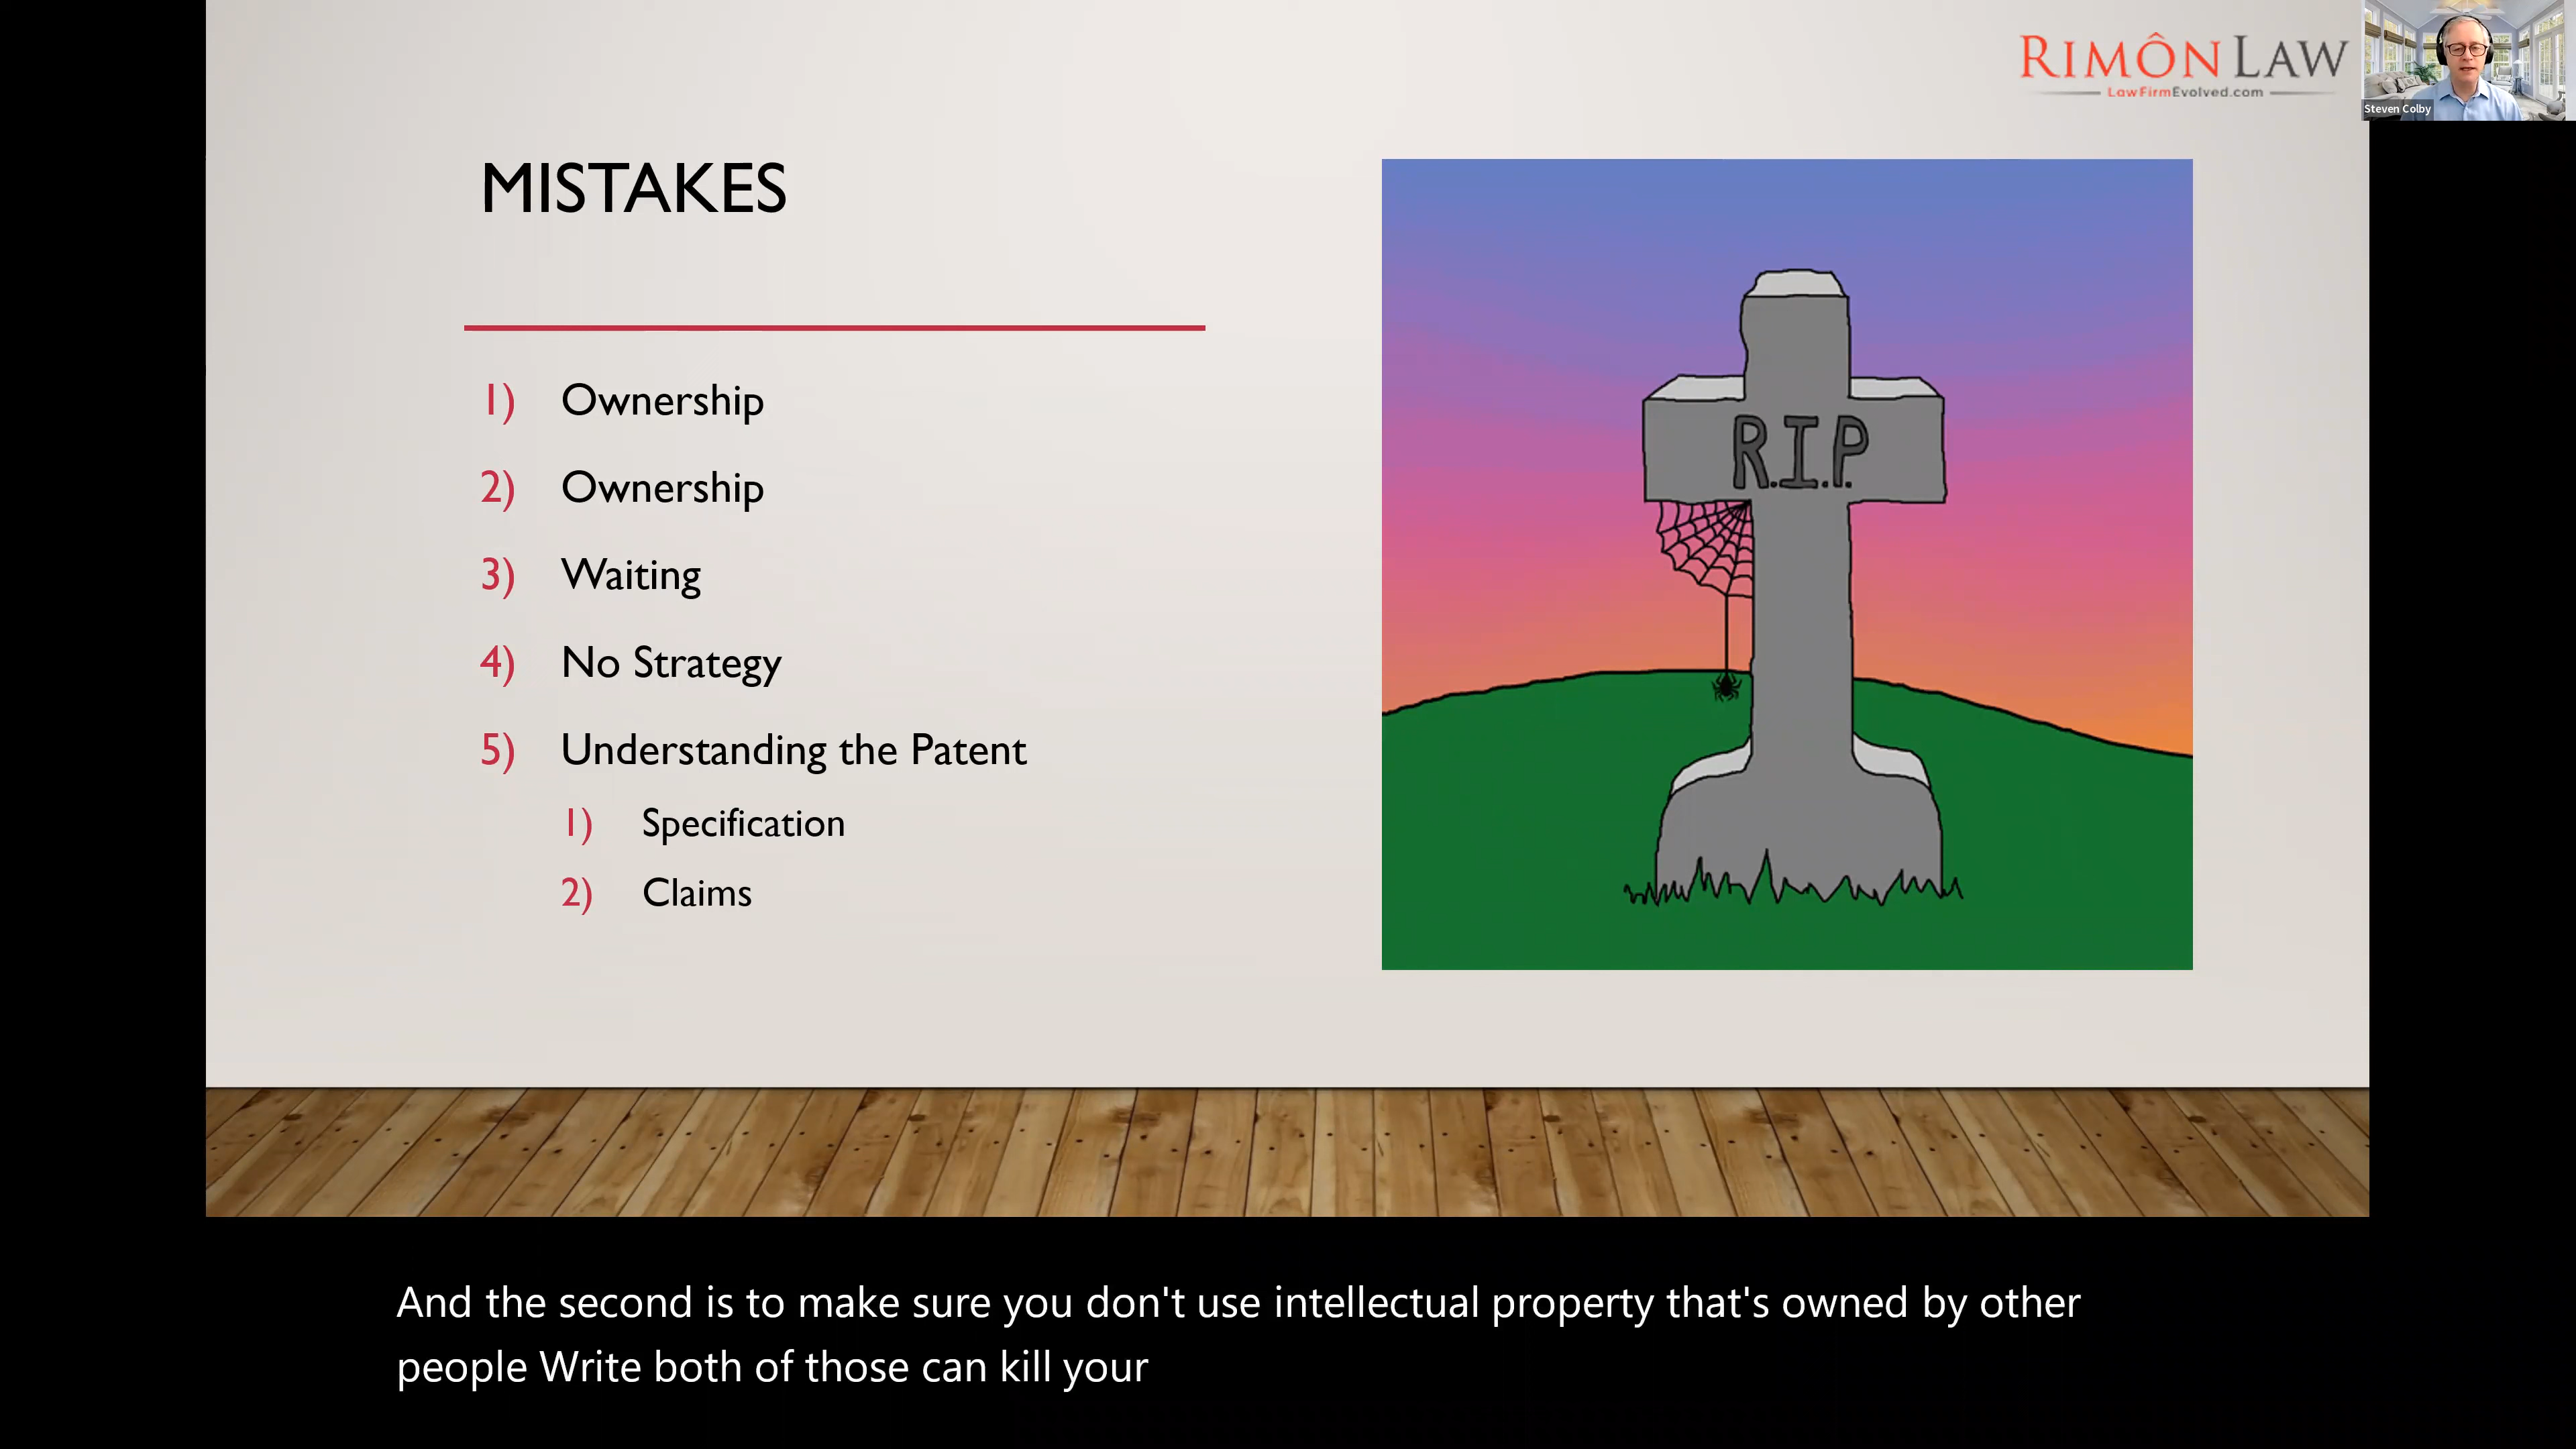 RIMÔN LAW
LawFirmEvolved.com
Steven Colby
MISTAKES
1) Ownership
2) Ownership
3) Waiting
4) No Strategy
5) Understanding the Patent
1) Specification
2) Claims
R.I.P.
And the second is to make sure you don't use intellectual property that's owned by other
people Write both of those can kill your